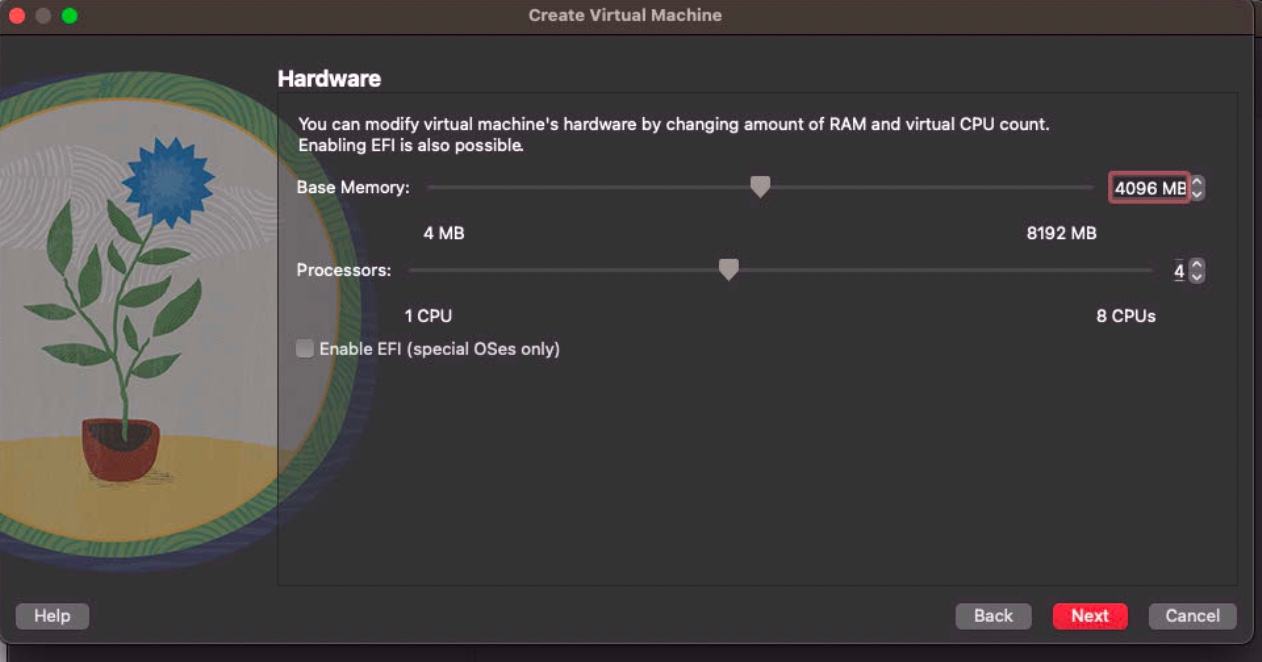 Create Virtual Machine
Hardware
You can modify virtual machine's hardware by changing amount of RAM and virtual CPU count.
Enabling EFI is also possible.
Base Memory: 4096 MB
4 MB 8192 MB
Processors: 4
1 CPU 8 CPUs
Enable EFI (special OSes only)
Help Back Next Cancel